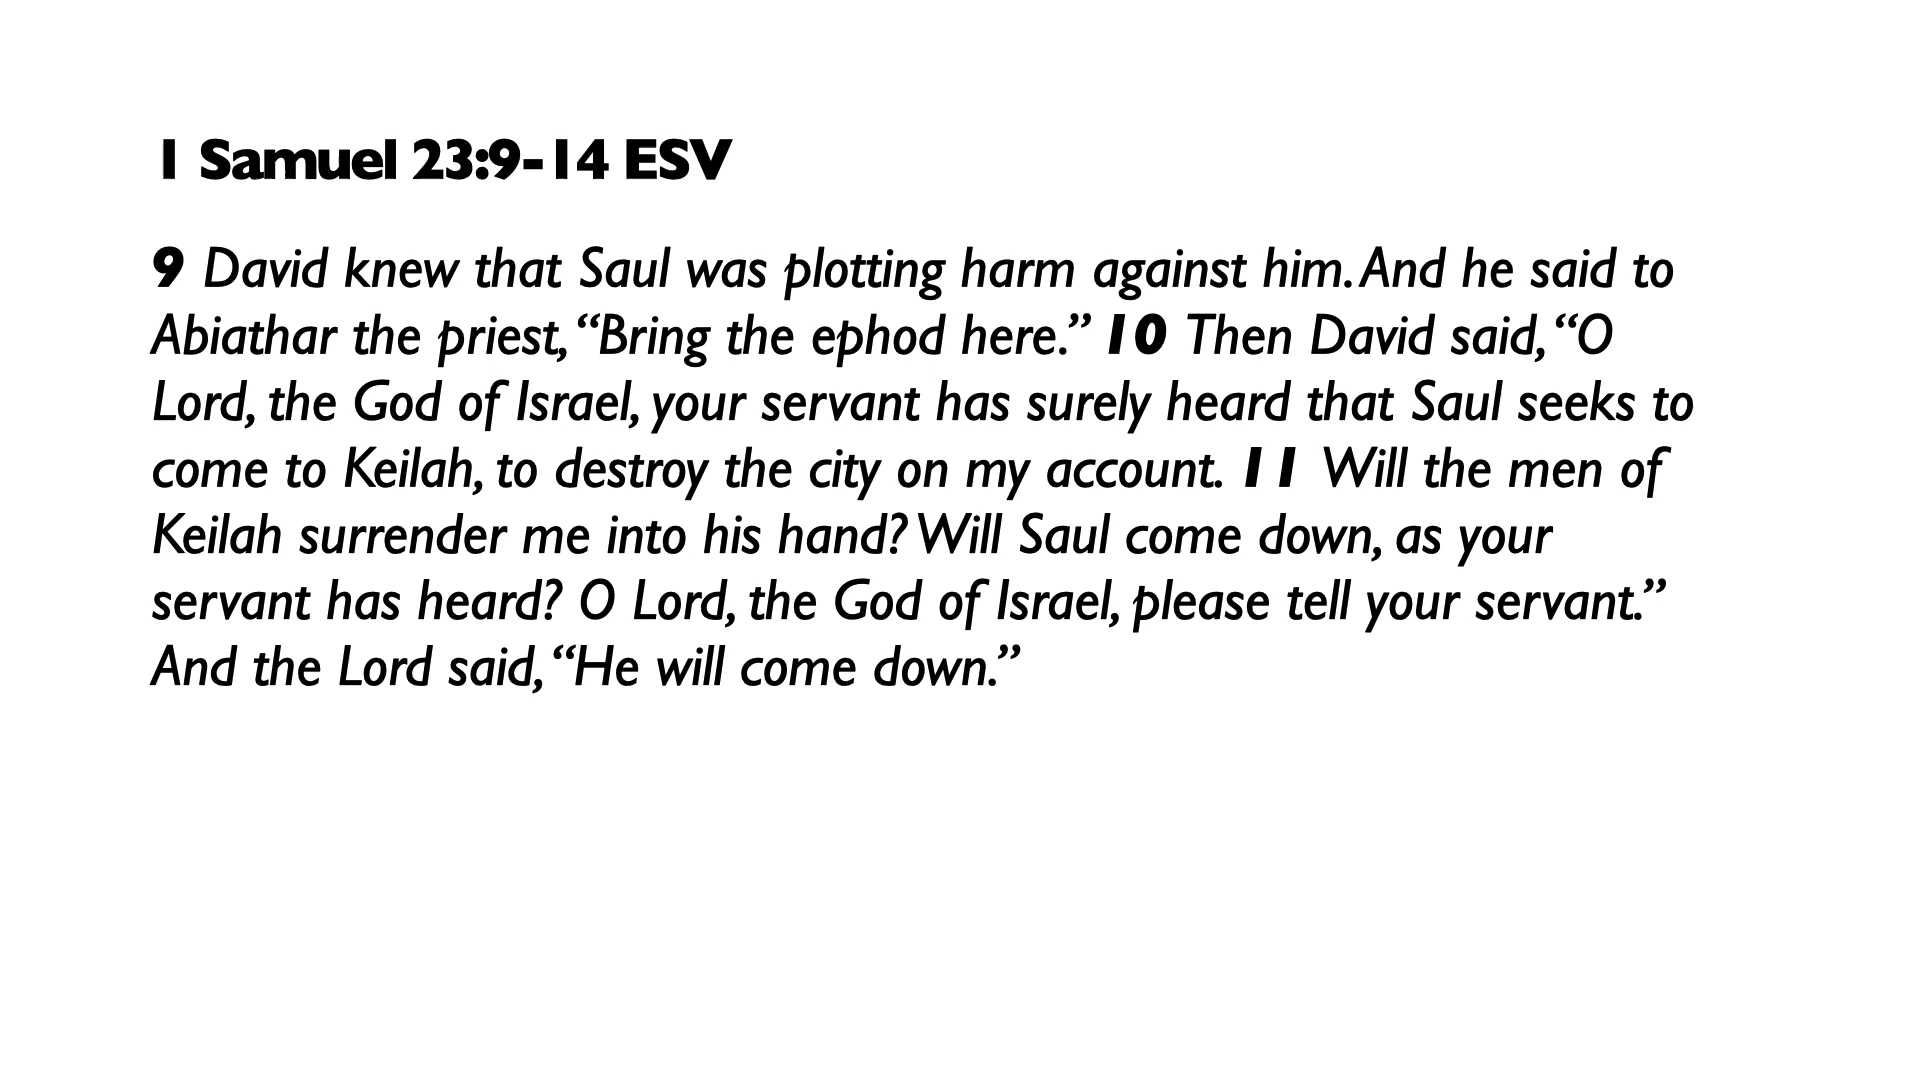 1 Samuel 23:9-14 ESV
9 David knew that Saul was plotting harm against him. And he said to
Abiathar the priest, “Bring the ephod here.” 10 Then David said, “O
Lord, the God of Israel, your servant has surely heard that Saul seeks to
come to Keilah, to destroy the city on my account. 11 Will the men of
Keilah surrender me into his hand? Will Saul come down, as your
servant has heard? O Lord, the God of Israel, please tell your servant.”
And the Lord said, “He will come down.”